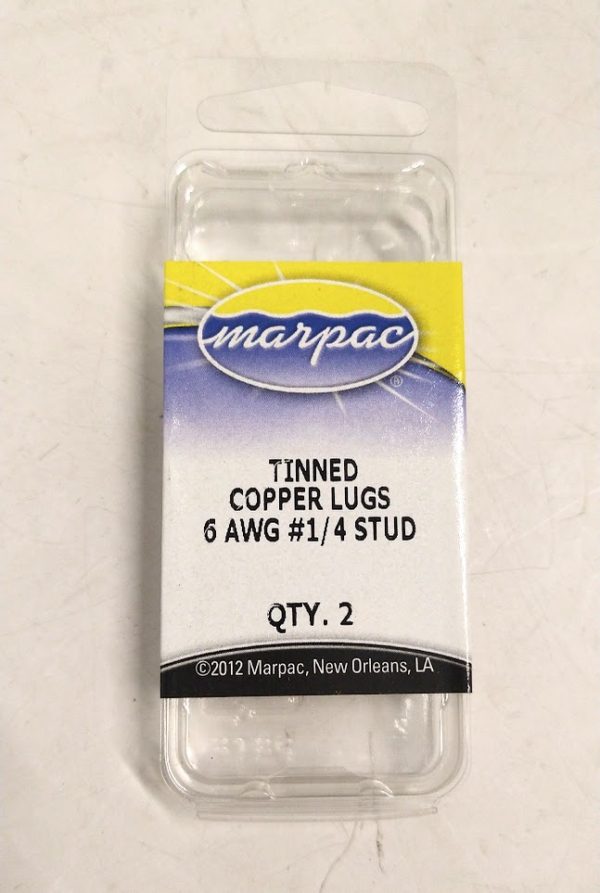 marpac
®
TINNED
COPPER LUGS
6 AWG #1/4 STUD
QTY. 2
©2012 Marpac, New Orleans, LA